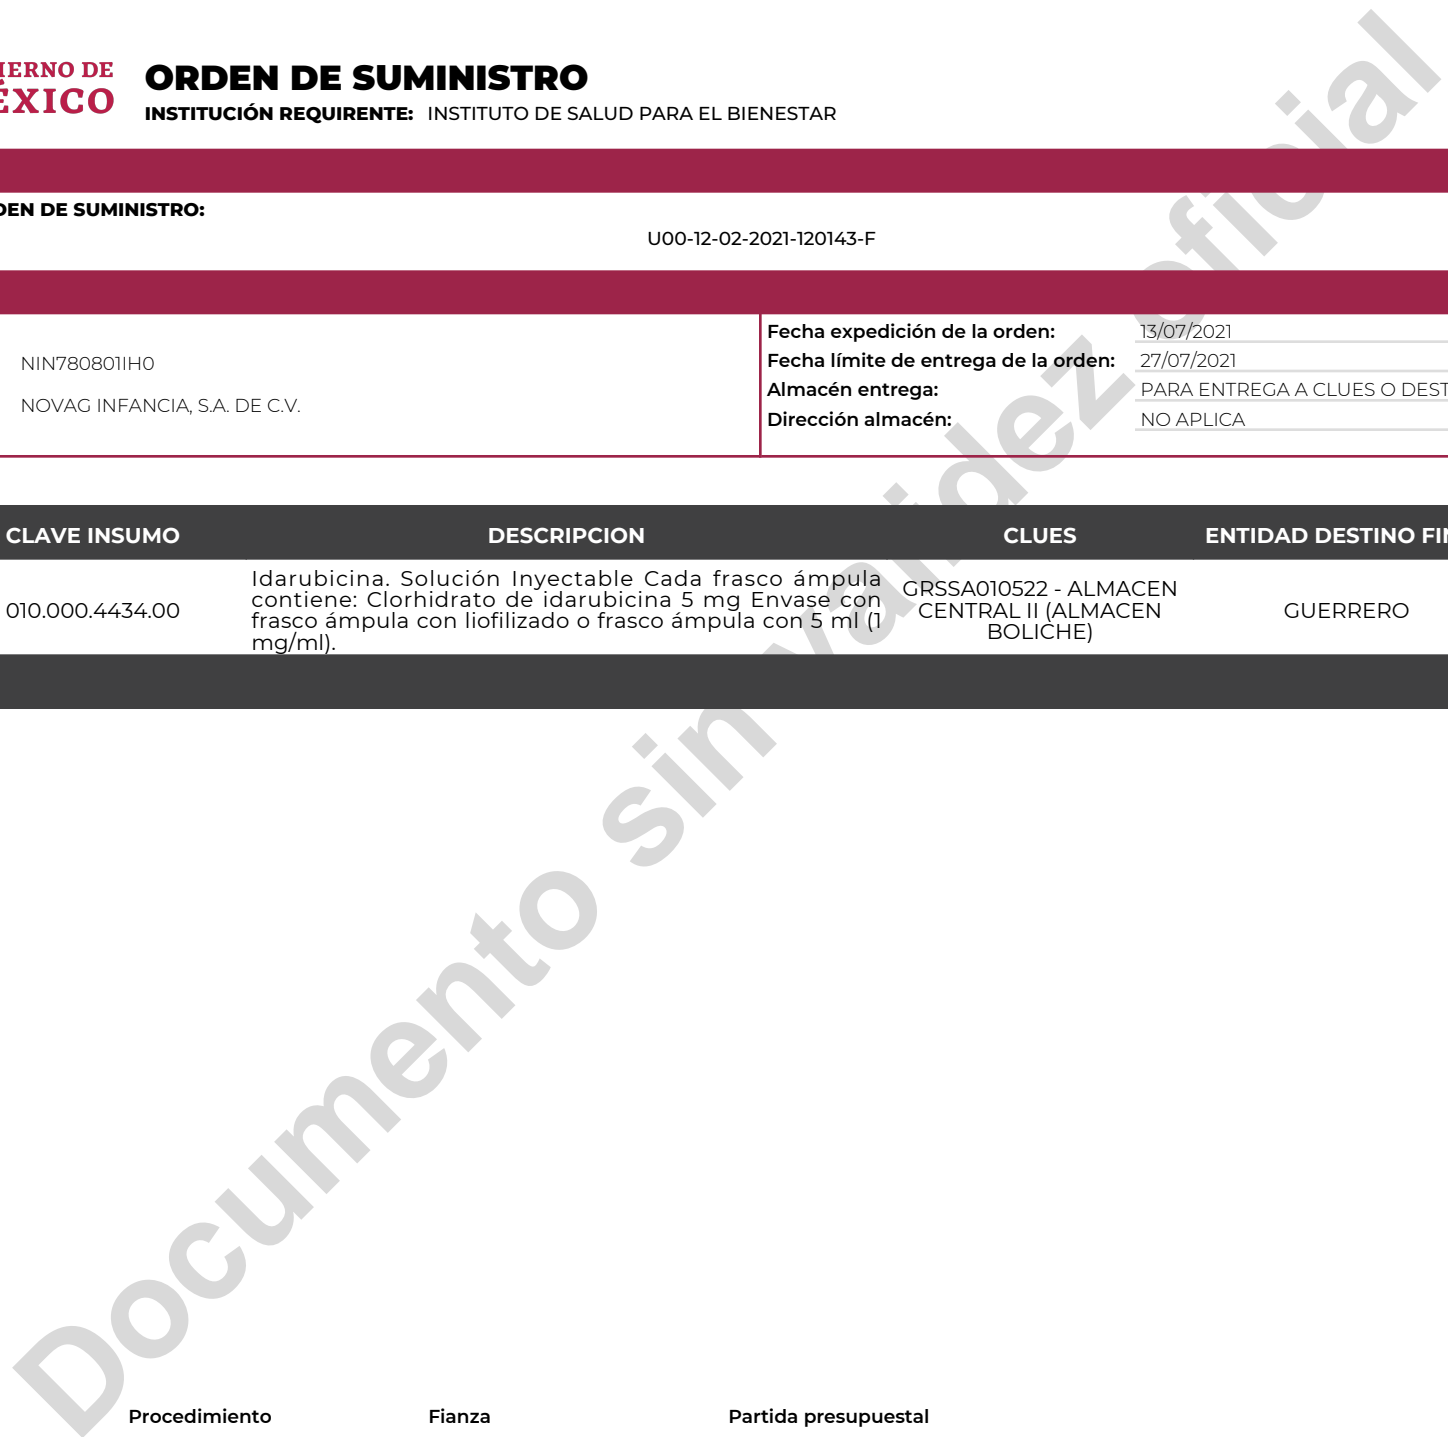 IERNO DE
ÉXICO
ORDEN DE SUMINISTRO
INSTITUCIÓN REQUIRENTE: INSTITUTO DE SALUD PARA EL BIENESTAR
DEN DE SUMINISTRO:
U00-12-02-2021-120143-F
NIN780801IH0
NOVAG INFANCIA, S.A. DE C.V.
Fecha expedición de la orden: 13/07/2021
Fecha límite de entrega de la orden: 27/07/2021
Almacén entrega: PARA ENTREGA A CLUES O DEST
Dirección almacén: NO APLICA
CLAVE INSUMO DESCRIPCION CLUES ENTIDAD DESTINO FIN
010.000.4434.00
Idarubicina. Solución Inyectable Cada frasco ámpula
contiene: Clorhidrato de idarubicina 5 mg Envase con
frasco ámpula con liofilizado o frasco ámpula con 5 ml (1
mg/ml).
GRSSA010522 - ALMACEN
CENTRAL II (ALMACEN
BOLICHE)
GUERRERO
Documento sin validez oficial
Procedimiento Fianza Partida presupuestal